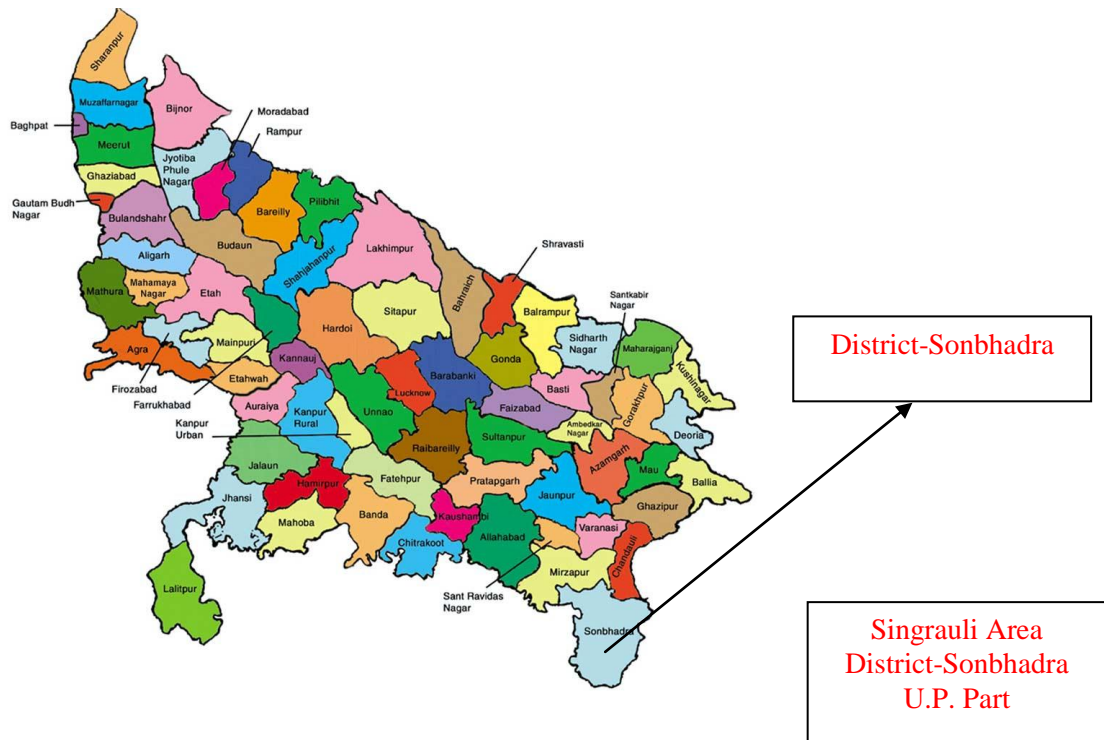 Sharanpur
Muzaffarnagar
Bijnor
Moradabad
Rampur
Baghpat
Meerut
Jyotiba
Phule
Nagar
Ghaziabad
Gautam Budh
Nagar
Bulandshahr
Bareilly
Pilibhit
Budaun
Aligarh
Shahjahanpur
Lakhimpur
Shravasti
Mathura
Mahamaya
Nagar
Etah
Bahraich
Balrampur
Santkabir
Nagar
Hardoi
Sitapur
Sidharth
Nagar
Maharajganj
Agra
Mainpuri
Gonda
Kushinagar
Kannauj
Barabanki
Firozabad
Etahwah
Farrukhabad
Lucknow
Basti
Gorakhpur
Auraiya
Kanpur
Rural
Unnao
Faizabad
Ambedkar
Nagar
Deoria
Kanpur
Urban
Raibareilly
Sultanpur
Azamgarh
Mau
Ballia
Jalaun
Hamirpur
Fatehpur
Pratapgarh
Jaunpur
Ghazipur
Jhansi
Mahoba
Banda
Kaushambi
Chitrakoot
Allahabad
Varanasi
Chandauli
Mirzapur
Lalitpur
Sant Ravidas
Nagar
Sonbhadra
District-Sonbhadra
Singrauli Area
District-Sonbhadra
U.P. Part